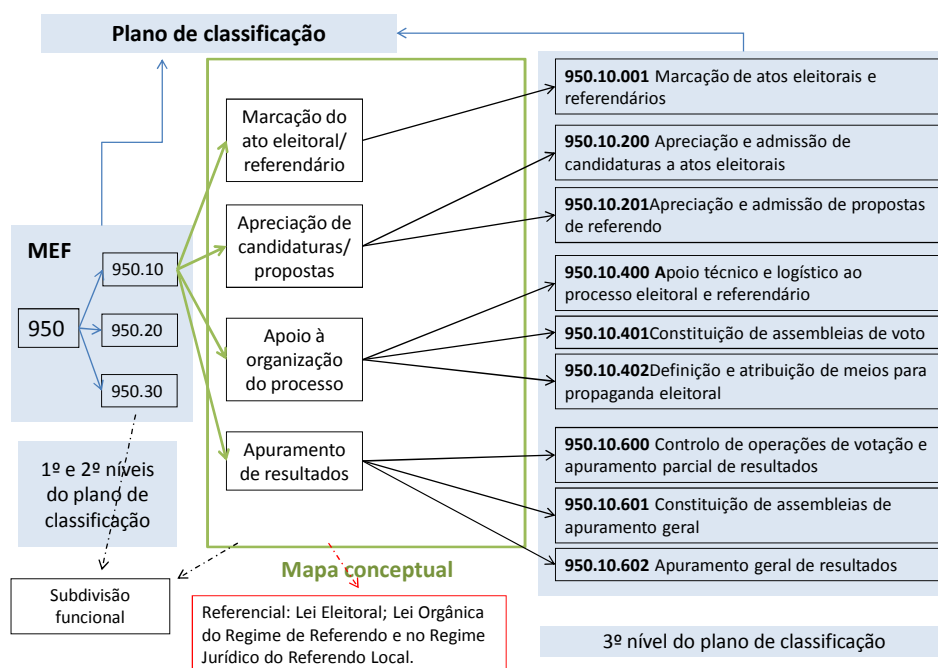 Plano de classificação
MEF
950
950.10
950.20
950.30
1º e 2º níveis
do plano de
classificação
Subdivisão
funcional
Marcação do
ato eleitoral/
referendário
Apreciação de
candidaturas/
propostas
Apoio à
organização
do processo
Apuramento
de resultados
Mapa conceptual
Referencial: Lei Eleitoral; Lei Orgânica
do Regime de Referendo e no Regime
Jurídico do Referendo Local.
950.10.001 Marcação de atos eleitorais e
referendários
950.10.200 Apreciação e admissão de
candidaturas a atos eleitorais
950.10.201Apreciação e admissão de propostas
de referendo
950.10.400 Apoio técnico e logístico ao
processo eleitoral e referendário
950.10.401Constituição de assembleias de voto
950.10.402Definição e atribuição de meios para
propaganda eleitoral
950.10.600 Controlo de operações de votação e
apuramento parcial de resultados
950.10.601 Constituição de assembleias de
apuramento geral
950.10.602 Apuramento geral de resultados
3º nível do plano de classificação